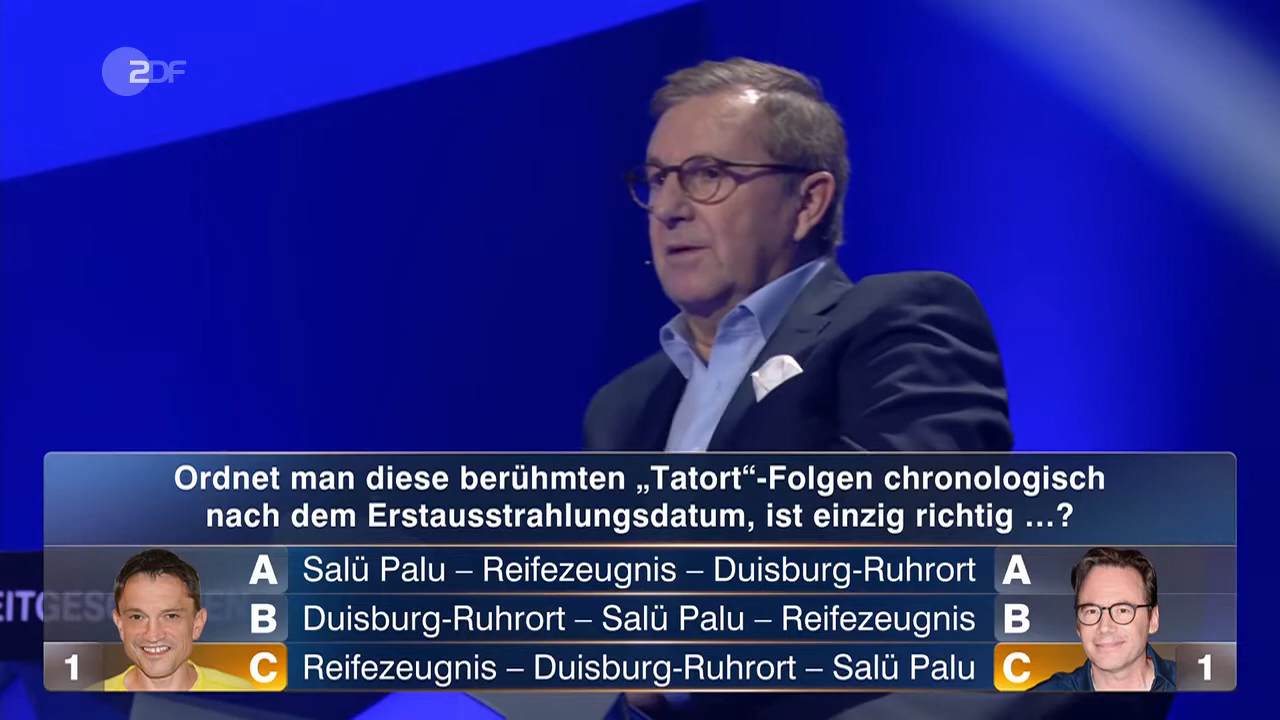 ZDF
Ordnet man diese berühmten „Tatort“-Folgen chronologisch
nach dem Erstausstrahlungsdatum, ist einzig richtig ...?
A Salü Palu – Reifezeugnis – Duisburg-Ruhrort A
B Duisburg-Ruhrort – Salü Palu – Reifezeugnis B
1 C Reifezeugnis – Duisburg-Ruhrort – Salü Palu C 1